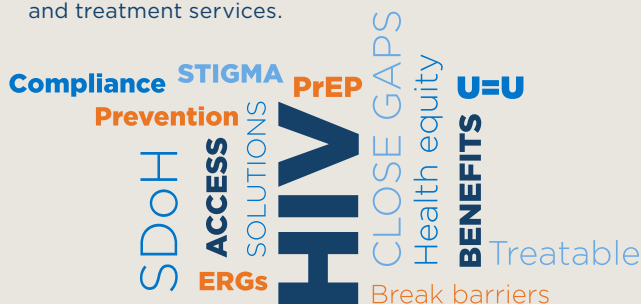 and treatment services.
Compliance
STIGMA
PrEP
Prevention
SDoH
ACCESS
SOLUTIONS
HIV
CLOSE GAPS
Health equity
U=U
BENEFITS
Treatable
ERGs
Break barriers